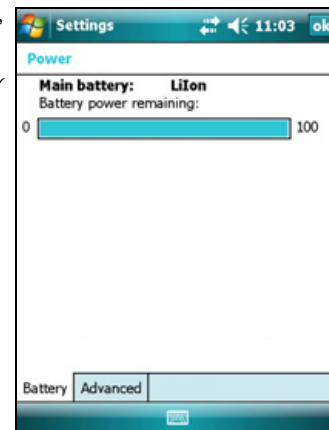 Settings 11:03 ok
Power
Main battery: LiIon
Battery power remaining:
0 100
Battery Advanced